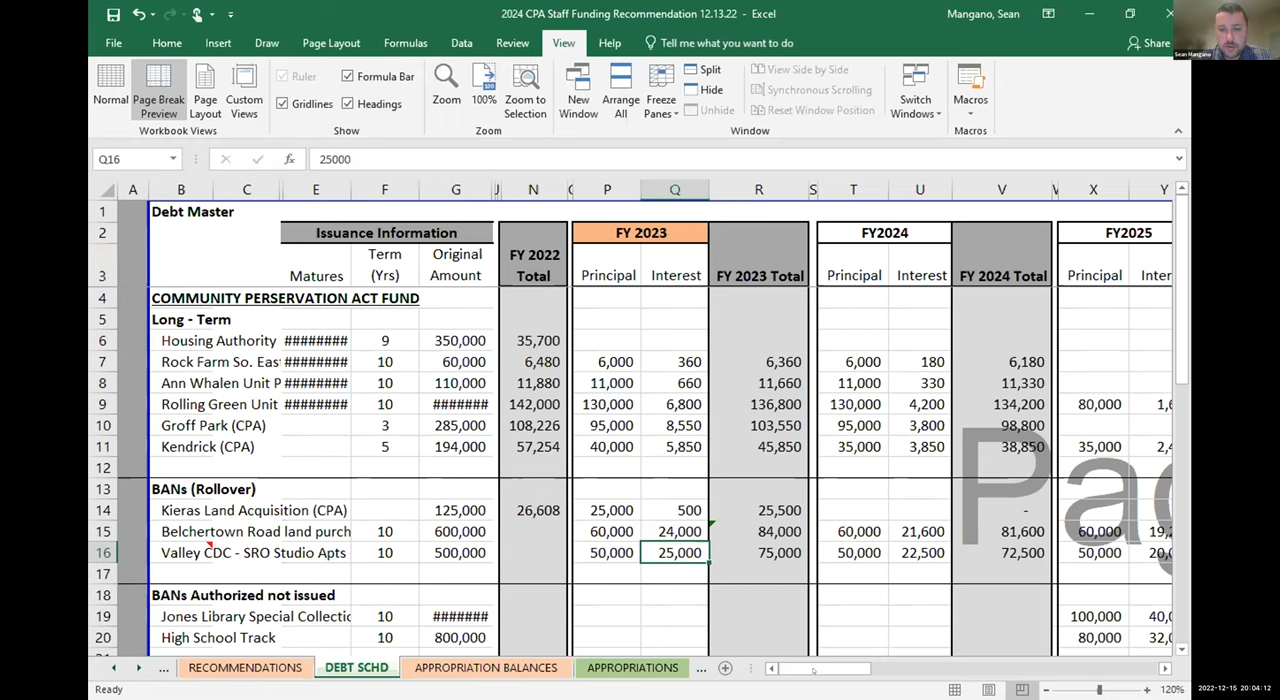 2024 CPA Staff Funding Recommendation 12.13.22 - Excel
Mangano, Sean
Sean Mangano
File Home Insert Draw Page Layout Formulas Data Review View Help Tell me what you want to do Share
Normal Page Break Preview Page Layout Custom Views
Workbook Views
Ruler Formula Bar
Gridlines Headings
Show
Zoom 100% Zoom to Selection
Zoom
New Window Arrange All Freeze Panes
Split
Hide
Unhide
View Side by Side
Synchronous Scrolling
Reset Window Position
Window
Switch Windows
Macros
Macros
Q16 fx 25000
A B C E F G J N P Q R S T U V X Y
1 Debt Master
2 Issuance Information FY 2022 Total FY 2023 FY2024 FY2025
3 Matures Term (Yrs) Original Amount Principal Interest FY 2023 Total Principal Interest FY 2024 Total Principal Inter
4 COMMUNITY PERSERVATION ACT FUND
5 Long - Term
6 Housing Authority ######## 9 350,000 35,700
7 Rock Farm So. Eas ######## 10 60,000 6,480 6,000 360 6,360 6,000 180 6,180
8 Ann Whalen Unit P ######## 10 110,000 11,880 11,000 660 11,660 11,000 330 11,330
9 Rolling Green Unit ######## 10 ####### 142,000 130,000 6,800 136,800 130,000 4,200 134,200 80,000 1,6
10 Groff Park (CPA) 3 285,000 108,226 95,000 8,550 103,550 95,000 3,800 98,800
11 Kendrick (CPA) 5 194,000 57,254 40,000 5,850 45,850 35,000 3,850 38,850 35,000 2,4
12
13 BANs (Rollover)
14 Kieras Land Acquisition (CPA) 125,000 26,608 25,000 500 25,500 -
15 Belchertown Road land purch 10 600,000 60,000 24,000 84,000 60,000 21,600 81,600 60,000 19,2
16 Valley CDC - SRO Studio Apts 10 500,000 50,000 25,000 75,000 50,000 22,500 72,500 50,000 20,0
17
18 BANs Authorized not issued
19 Jones Library Special Collectic 10 ####### 100,000 40,0
20 High School Track 10 800,000 80,000 32,0
Pag
... RECOMMENDATIONS DEBT SCHD APPROPRIATION BALANCES APPROPRIATIONS ...
Ready 120%
2022-12-15 20:04:12